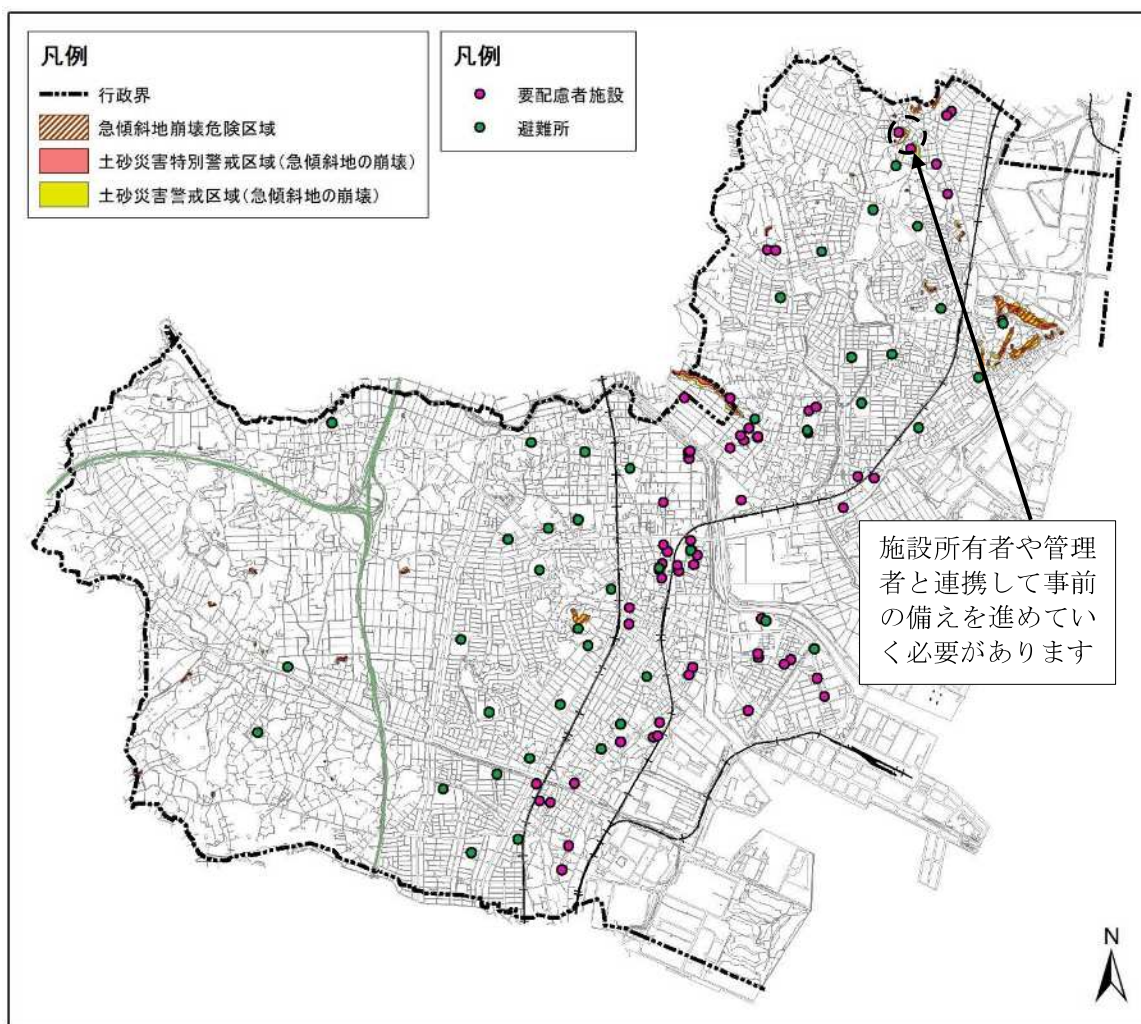 凡例
行政界
急傾斜地崩壊危険区域
土砂災害特別警戒区域(急傾斜地の崩壊)
土砂災害警戒区域(急傾斜地の崩壊)
凡例
要配慮者施設
避難所
施設所有者や管理
者と連携して事前
の備えを進めてい
く必要があります
N